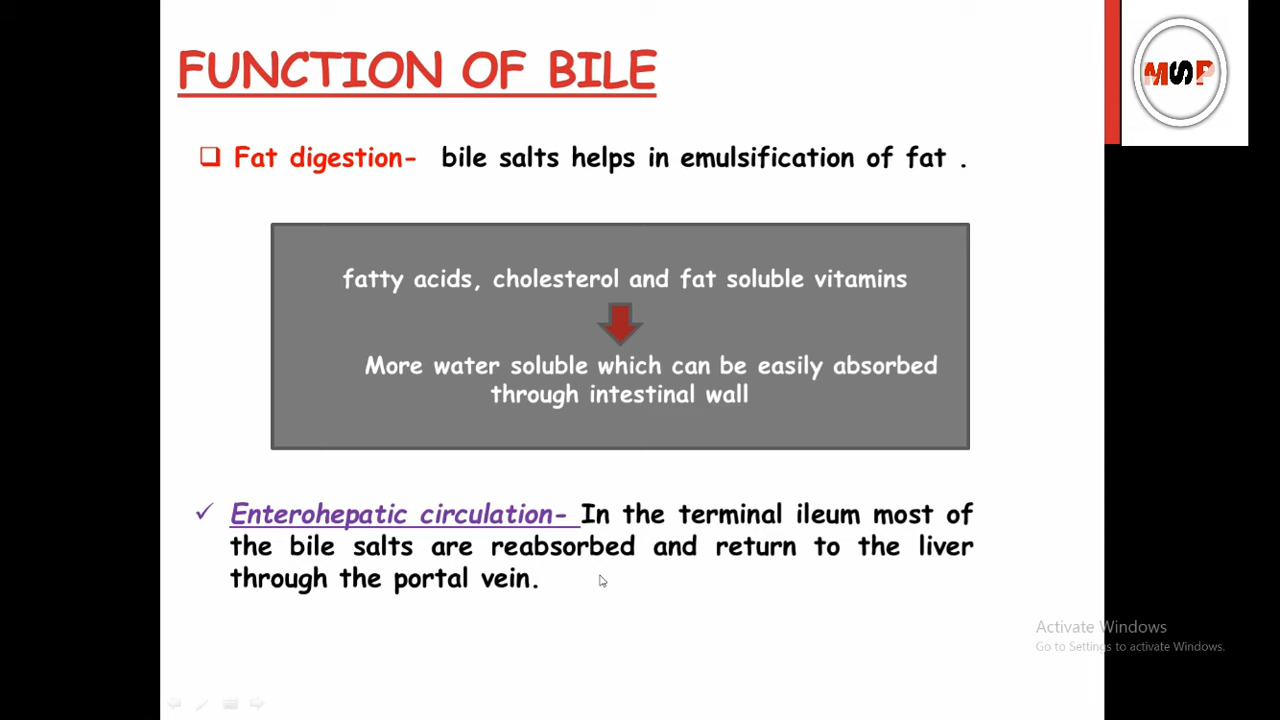 FUNCTION OF BILE
MSP
Fat digestion- bile salts helps in emulsification of fat .
fatty acids, cholesterol and fat soluble vitamins
More water soluble which can be easily absorbed
through intestinal wall
Enterohepatic circulation- In the terminal ileum most of
the bile salts are reabsorbed and return to the liver
through the portal vein.
Activate Windows
Go to Settings to activate Windows.